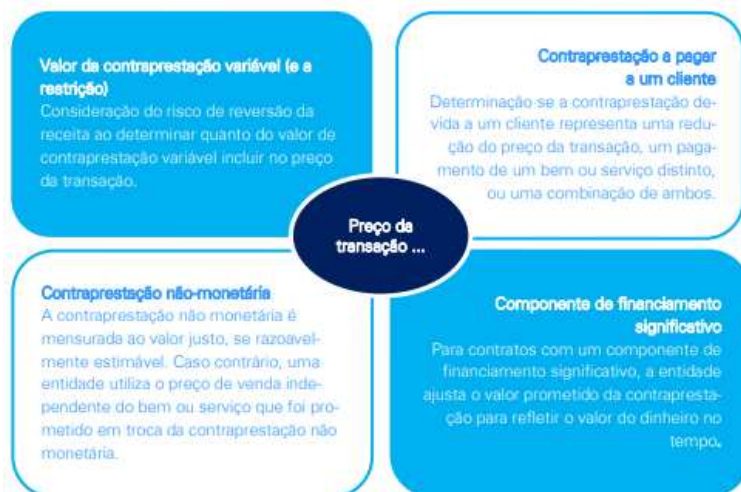 Valor da contraprestação variável (e a
restrição)
Consideração do risco de reversão da
receita ao determinar quanto do valor de
contraprestação variável incluir no preço
da transação.
Contraprestação a pagar
a um cliente
Determinação se a contraprestação de-
vida a um cliente representa uma redu-
ção do preço da transação, um paga-
mento de um bem ou serviço distinto,
ou uma combinação de ambos.
Preço da
transação ...
Contraprestação não-monetária
A contraprestação não monetária é
mensurada ao valor justo, se razoavel-
mente estimável. Caso contrário, uma
entidade utiliza o preço de venda inde-
pendente do bem ou serviço que foi pro-
metido em troca da contraprestação não
monetária.
Componente de financiamento
significativo
Para contratos com um componente de
financiamento significativo, a entidade
ajusta o valor prometido da contrapresta-
ção para refletir o valor do dinheiro no
tempo.